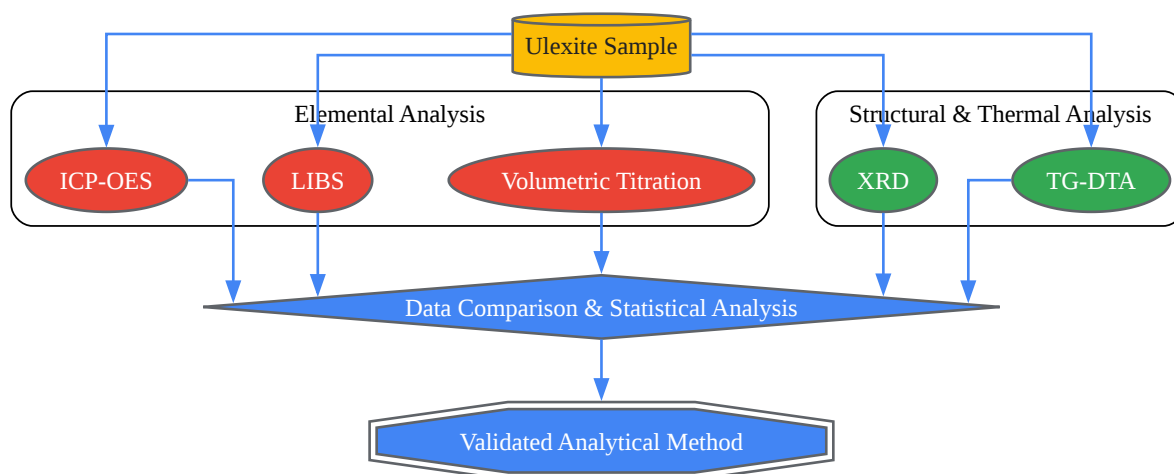 Ulexite Sample
Elemental Analysis
Structural & Thermal Analysis
ICP-OES
LIBS
Volumetric Titration
XRD
TG-DTA
Data Comparison & Statistical Analysis
Validated Analytical Method